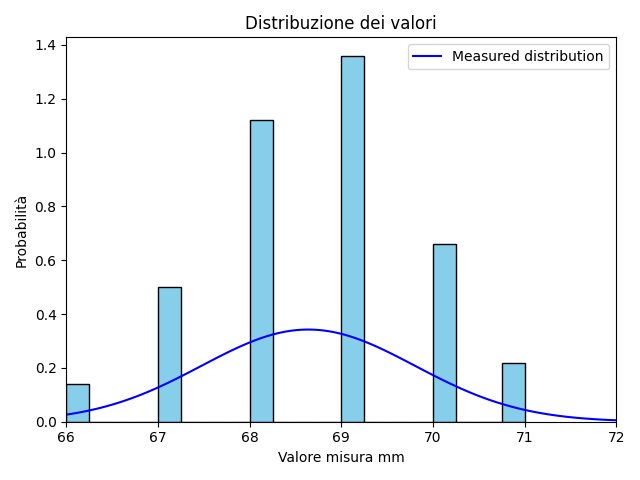 Distribuzione dei valori
Measured distribution
1.4
1.2
1.0
0.8
0.6
0.4
0.2
0.0
Probabilità
66 67 68 69 70 71 72
Valore misura mm